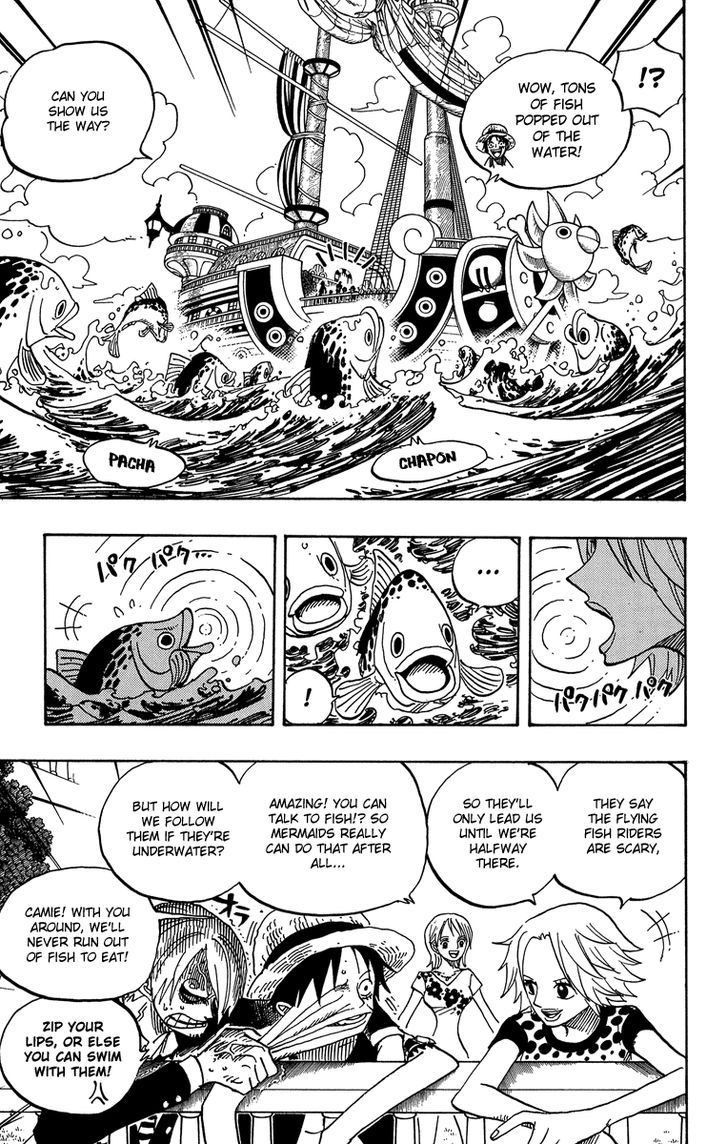 !?
WOW, TONS
OF FISH
POPPED OUT
OF THE
WATER!
CAN YOU
SHOW US
THE WAY?
CHAPON
PACHA
パクパクパク
...
!
パク パク…
THEY SAY
THE FLYING
FISH RIDERS
ARE SCARY,
SO THEY'LL
ONLY LEAD US
UNTIL WE'RE
HALFWAY
THERE.
AMAZING! YOU CAN
TALK TO FISH!? SO
MERMAIDS REALLY
CAN DO THAT AFTER
ALL...
BUT HOW WILL
WE FOLLOW
THEM IF THEY'RE
UNDERWATER?
CAMIE! WITH YOU
AROUND, WE'LL
NEVER RUN OUT
OF FISH TO EAT!
オラ
ZIP YOUR
LIPS, OR ELSE
YOU CAN SWIM
WITH THEM!